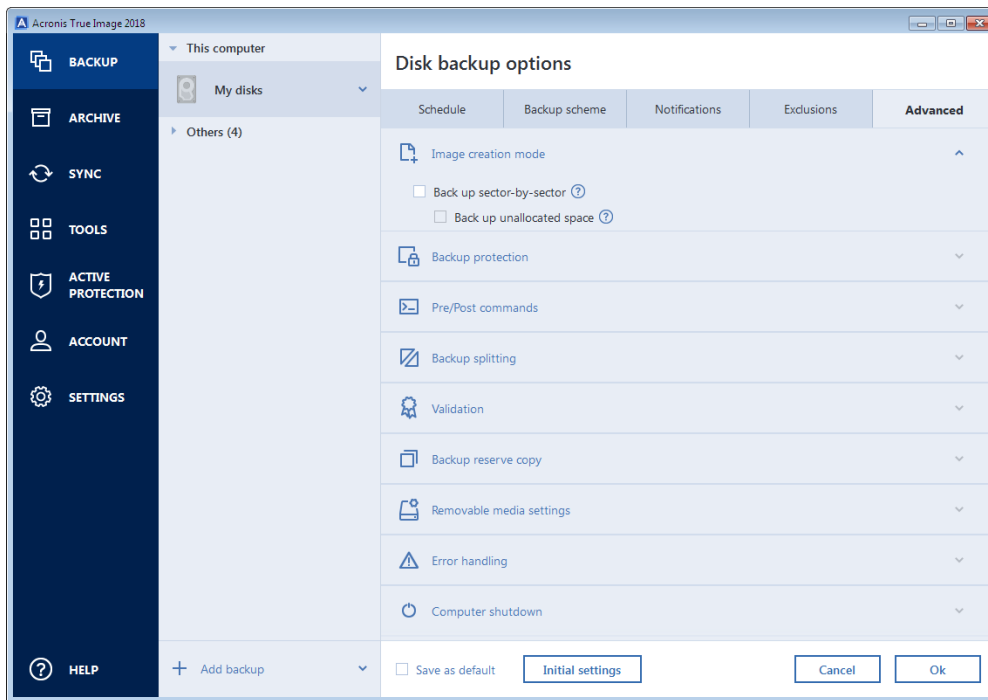 Acronis True Image 2018
BACKUP
ARCHIVE
SYNC
TOOLS
ACTIVE
PROTECTION
ACCOUNT
SETTINGS
HELP
This computer
My disks
Others (4)
Add backup
Disk backup options
Schedule
Backup scheme
Notifications
Exclusions
Advanced
Image creation mode
Back up sector-by-sector ?
Back up unallocated space ?
Backup protection
Pre/Post commands
Backup splitting
Validation
Backup reserve copy
Removable media settings
Error handling
Computer shutdown
Save as default
Initial settings
Cancel
Ok